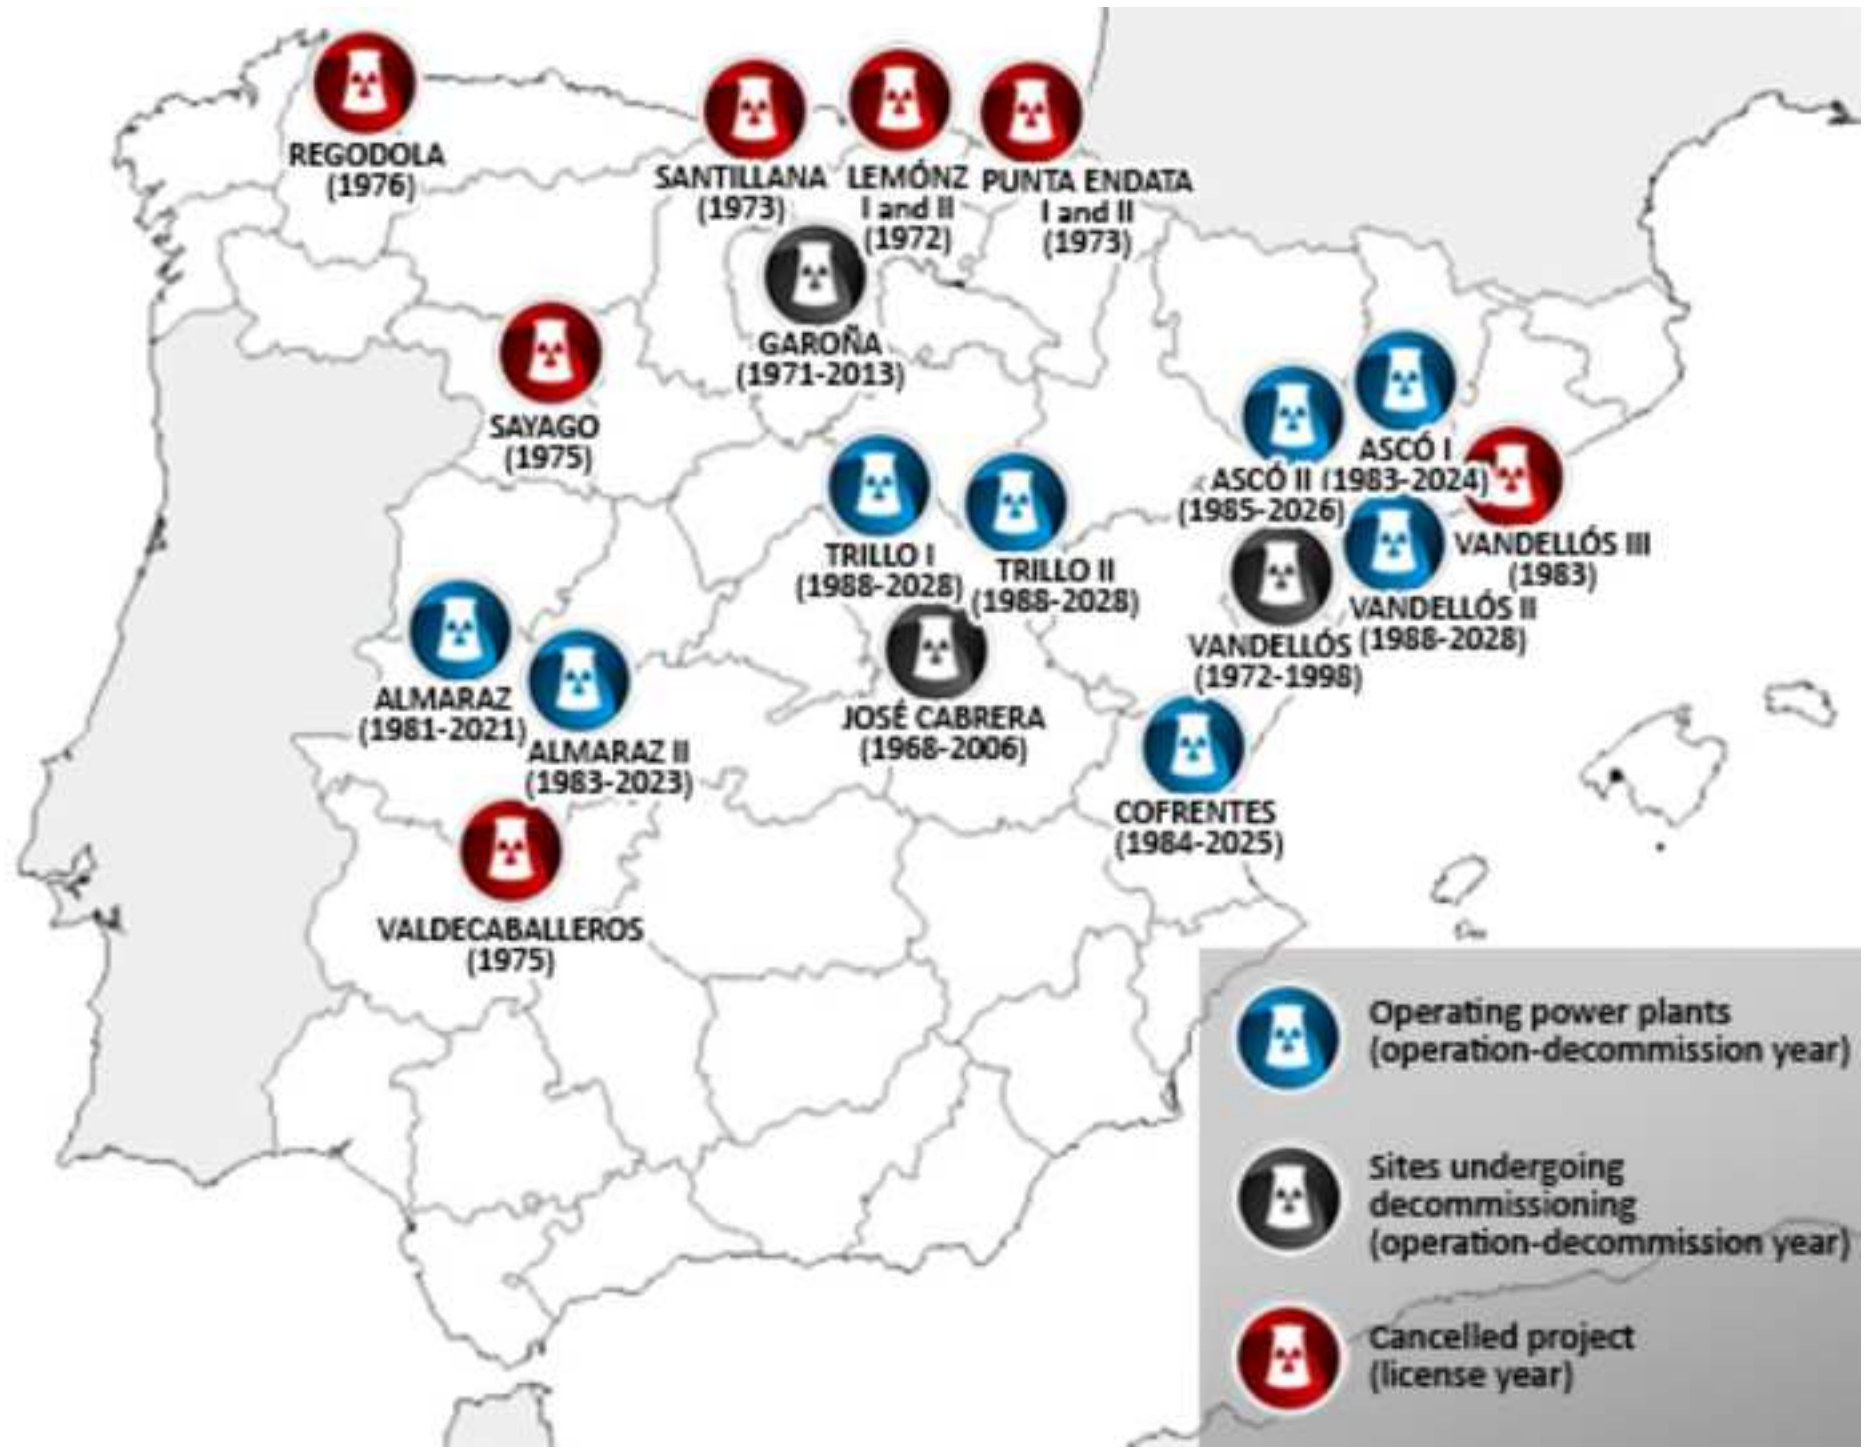 REGODOLA
(1976)
SANTILLANA
(1973)
LEMÓNZ
I and II
(1972)
PUNTA ENDATA
I and II
(1973)
GAROÑA
(1971-2013)
SAYAGO
(1975)
ASCÓ I
(1983-2024)
ASCÓ II
(1985-2026)
TRILLO I
(1988-2028)
TRILLO II
(1988-2028)
VANDELLÓS III
(1983)
VANDELLÓS II
(1988-2028)
VANDELLÓS
(1972-1998)
ALMARAZ
(1981-2021)
ALMARAZ II
(1983-2023)
JOSÉ CABRERA
(1968-2006)
COFRENTES
(1984-2025)
VALDECABALLEROS
(1975)
Operating power plants
(operation-decommission year)
Sites undergoing
decommissioning
(operation-decommission year)
Cancelled project
(license year)